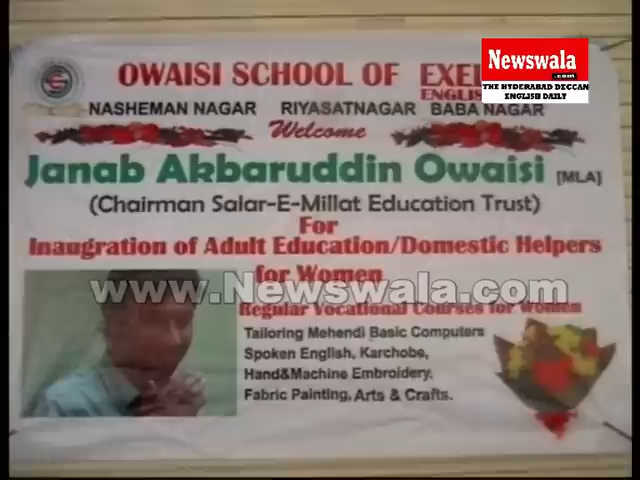 Newswala
.com
THE HYDERABAD DECCAN
ENGLISH DAILY
OWAISI SCHOOL OF
NASHEMAN NAGAR RIYASATNAGAR BABA NAGAR
Welcome
Janab Akbaruddin Owaisi [MLA]
(Chairman Salar-E-Millat Education Trust)
For
Inaugration of Adult Education/Domestic Helpers
for Women
www.Newswala.com
Regular Vocational Courses for Women
Tailoring Mehendi Basic Computers
Spoken English, Karchobe,
Hand&Machine Embroidery,
Fabric Painting, Arts & Crafts.